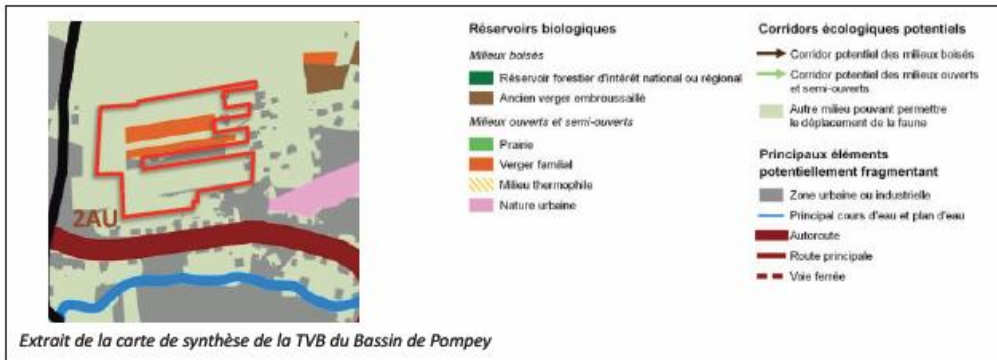 2AU
Extrait de la carte de synthèse de la TVB du Bassin de Pompey
Réservoirs biologiques
Milieux boisés
Réservoir forestier d'intérêt national ou régional
Ancien verger embroussaillé
Milieux ouverts et semi-ouverts
Prairie
Verger familial
Milieu thermophile
Nature urbaine
Corridors écologiques potentiels
Corridor potentiel des milieux boisés
Corridor potentiel des milieux ouverts
et semi-ouverts
Autre milieu pouvant permettre
le déplacement de la faune
Principaux éléments
potentiellement fragmentant
Zone urbaine ou industrielle
Principal cours d'eau et plan d'eau
Autoroute
Route principale
Voie ferrée